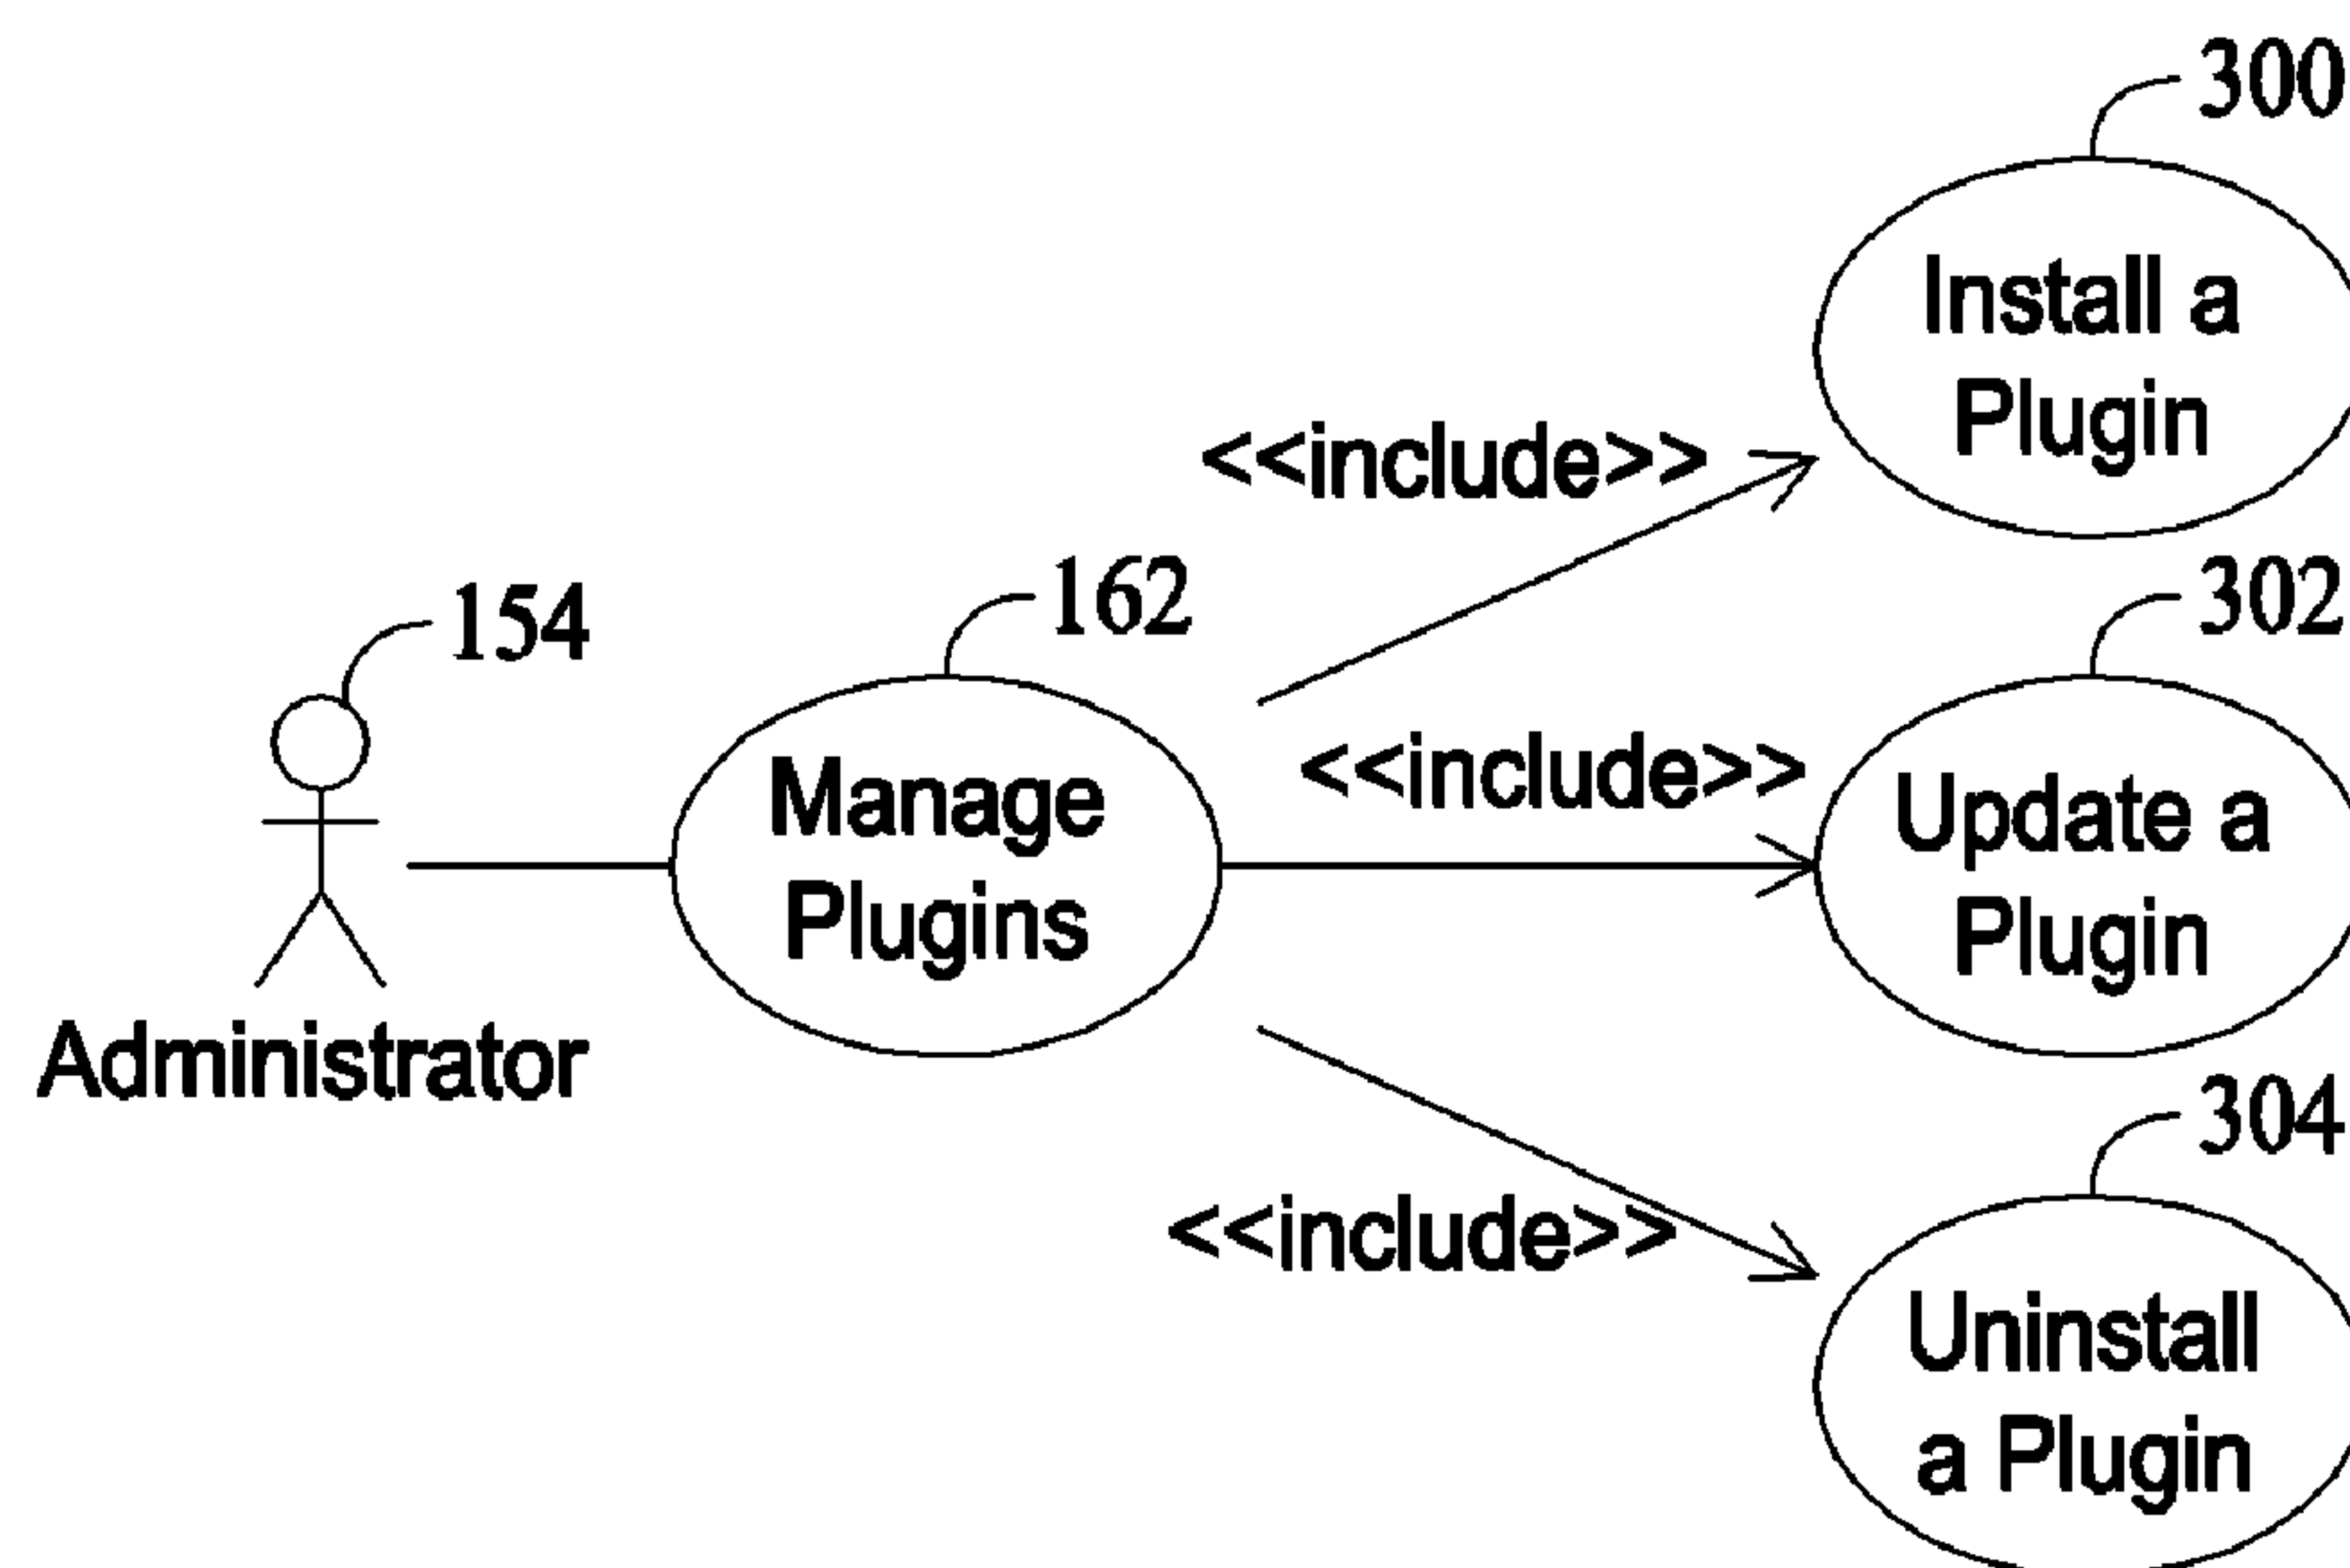 300
Install a
Plugin
<<include>>
154
162
302
<<include>>
Manage
Plugins
Update a
Plugin
Administrator
304
<<include>>
Uninstall
a Plugin